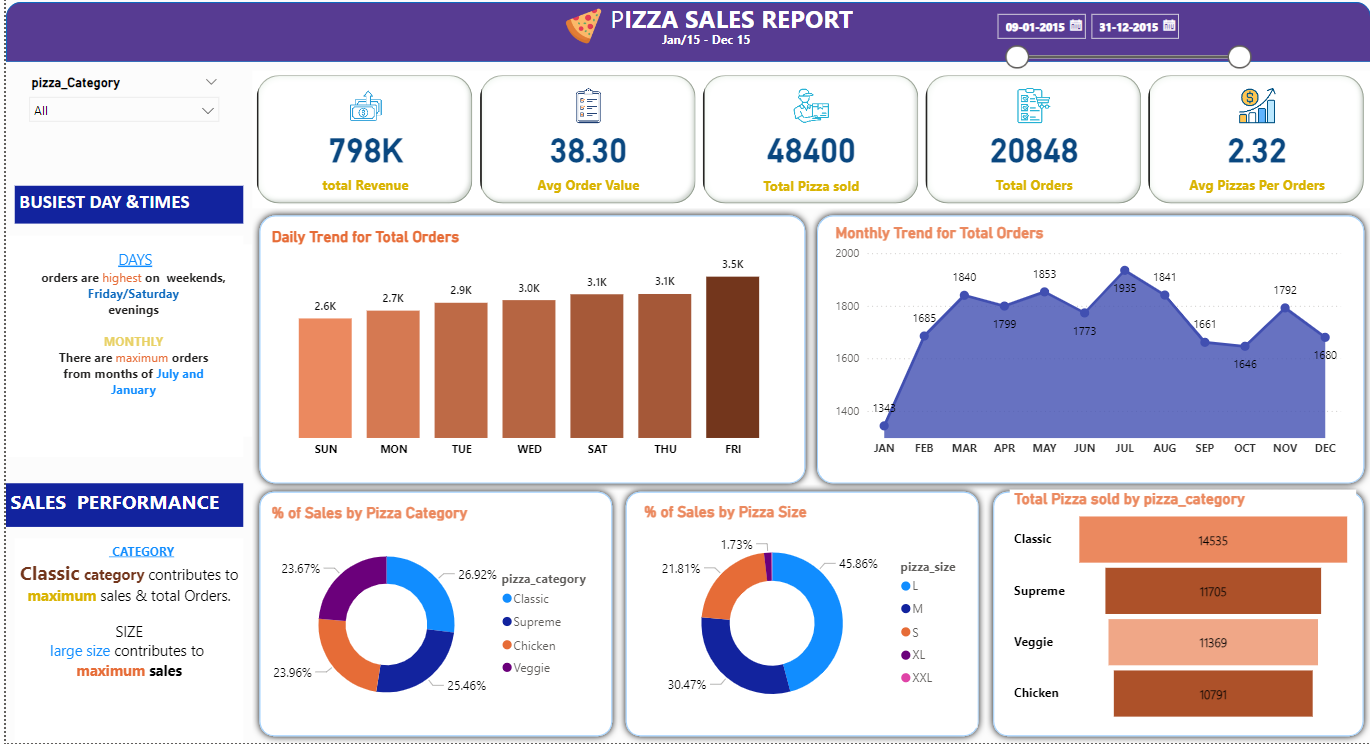 PIZZA SALES REPORT
Jan/15 - Dec 15
09-01-2015
31-12-2015
pizza_Category
All
798K
total Revenue
38.30
Avg Order Value
48400
Total Pizza sold
20848
Total Orders
2.32
Avg Pizzas Per Orders
BUSIEST DAY &TIMES
DAYS
orders are highest on weekends,
Friday/Saturday
evenings
MONTHLY
There are maximum orders
from months of July and
January
Daily Trend for Total Orders
2.6K
2.7K
2.9K
3.0K
3.1K
3.1K
3.5K
SUN
MON
TUE
WED
SAT
THU
FRI
Monthly Trend for Total Orders
2000
1800
1600
1400
1343
1685
1840
1799
1853
1773
1935
1841
1661
1646
1792
1680
JAN
FEB
MAR
APR
MAY
JUN
JUL
AUG
SEP
OCT
NOV
DEC
SALES PERFORMANCE
CATEGORY
Classic category contributes to
maximum sales & total Orders.
SIZE
large size contributes to
maximum sales
% of Sales by Pizza Category
26.92%
25.46%
23.96%
23.67%
pizza_category
Classic
Supreme
Chicken
Veggie
% of Sales by Pizza Size
45.86%
30.47%
21.81%
1.73%
pizza_size
L
M
S
XL
XXL
Total Pizza sold by pizza_category
Classic
14535
Supreme
11705
Veggie
11369
Chicken
10791